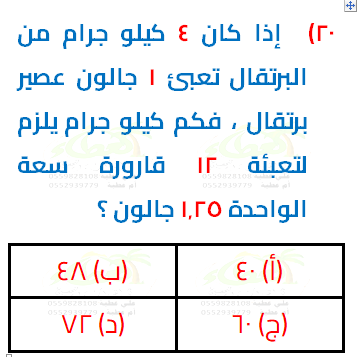 ٢٠) إذا كان ٤ كيلو جرام من
البرتقال تعبئ ١ جالون عصير
برتقال ، فكم كيلو جرام يلزم
لتعبئة ١٢ قارورة سعة
الواحدة ١,٢٥ جالون ؟
(أ) ٤٠ (ب) ٤٨
(ج) ٦٠ (د) ٧٢